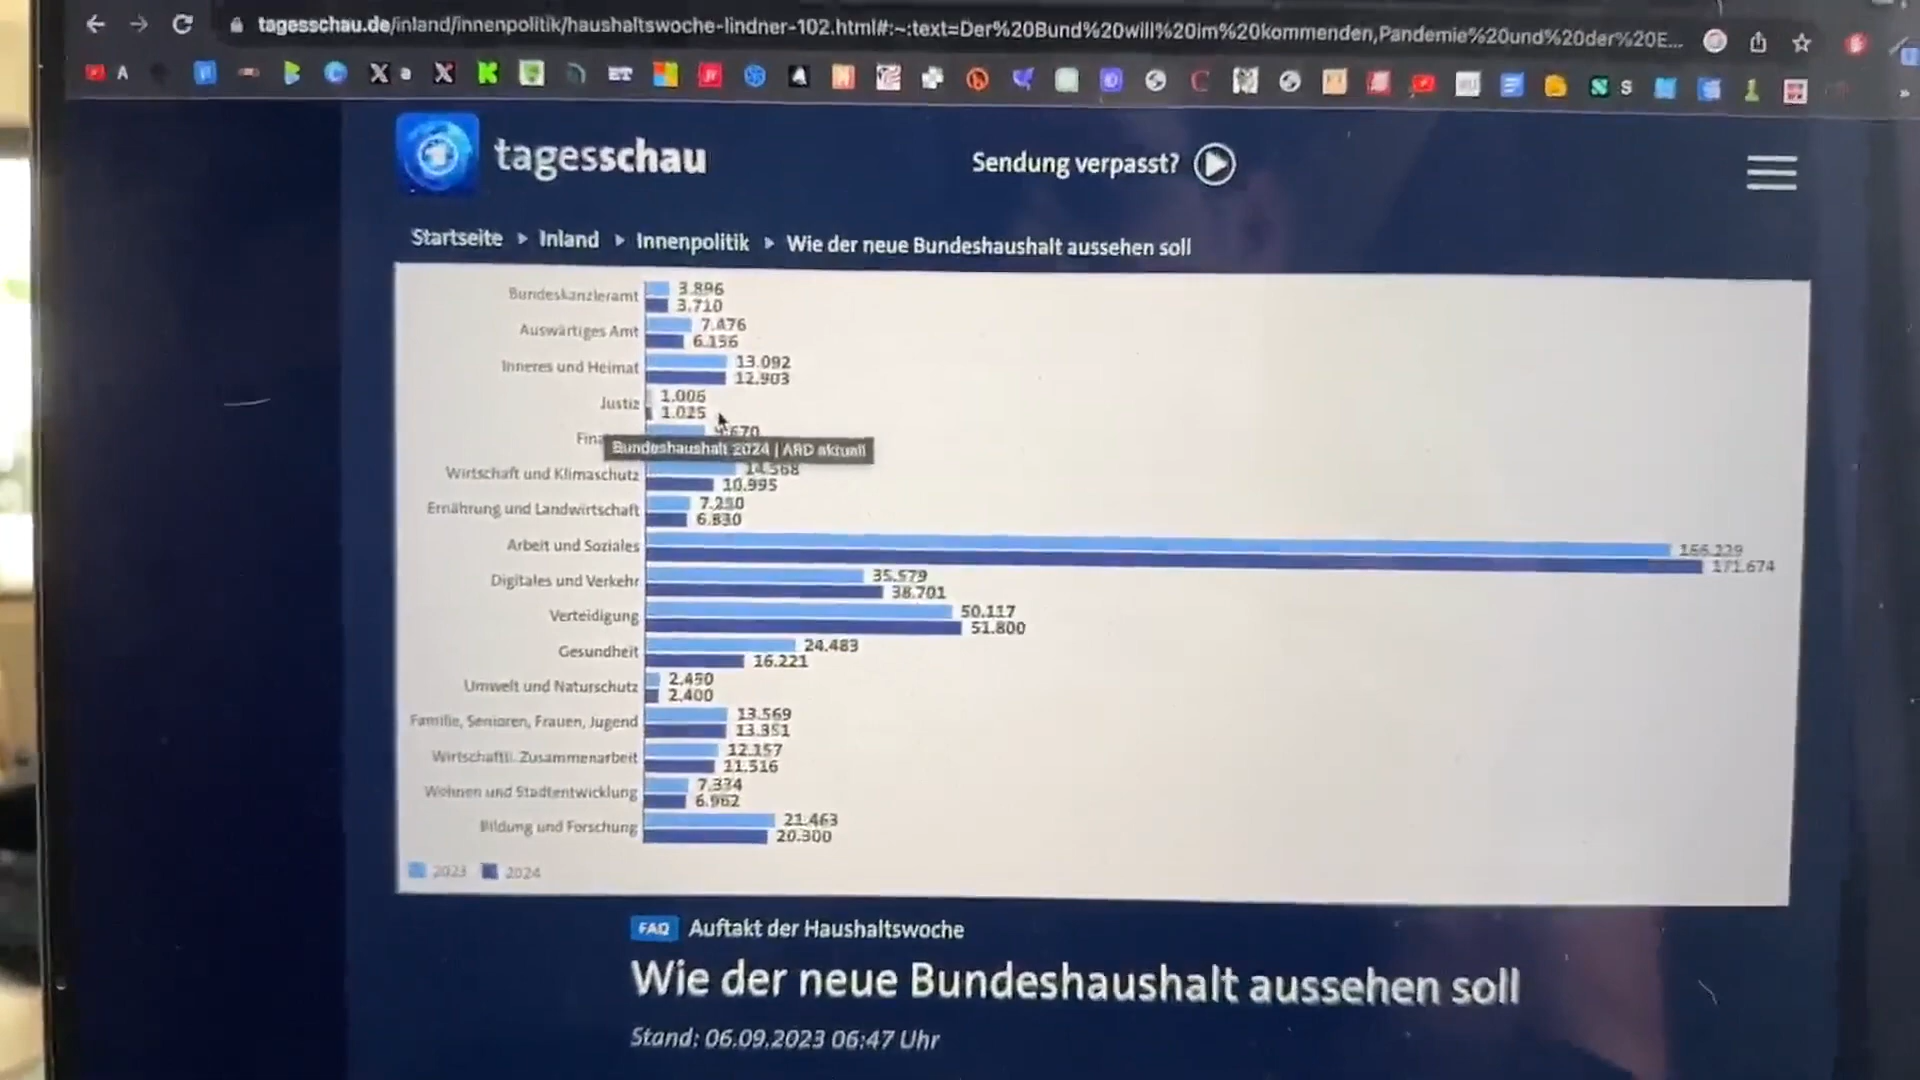 tagesschau.de/inland/innenpolitik/haushaltswoche-lindner-102.html#:~:text=Der%20Bund%20will%20im%20kommenden,Pandemie%20und%20der%20E...
tagesschau
Sendung verpasst?
Startseite Inland Innenpolitik Wie der neue Bundeshaushalt aussehen soll
Bundeskanzleramt 3.896
3.710
Auswärtiges Amt 7.476
6.156
Inneres und Heimat 13.092
12.903
Justiz 1.006
1.025
Bundeshaushalt 2024 | ARD aktuell
Wirtschaft und Klimaschutz 14.568
10.995
Ernährung und Landwirtschaft 7.250
6.830
Arbeit und Soziales 166.229
171.674
Digitales und Verkehr 35.579
38.701
Verteidigung 50.117
51.800
Gesundheit 24.483
16.221
Umwelt und Naturschutz 2.450
2.400
Familie, Senioren, Frauen, Jugend 13.569
13.351
Wirtschaftl. Zusammenarbeit 12.157
11.516
Wohnen und Stadtentwicklung 7.334
6.962
Bildung und Forschung 21.463
20.300
2023 2024
FAQ Auftakt der Haushaltswoche
Wie der neue Bundeshaushalt aussehen soll
Stand: 06.09.2023 06:47 Uhr